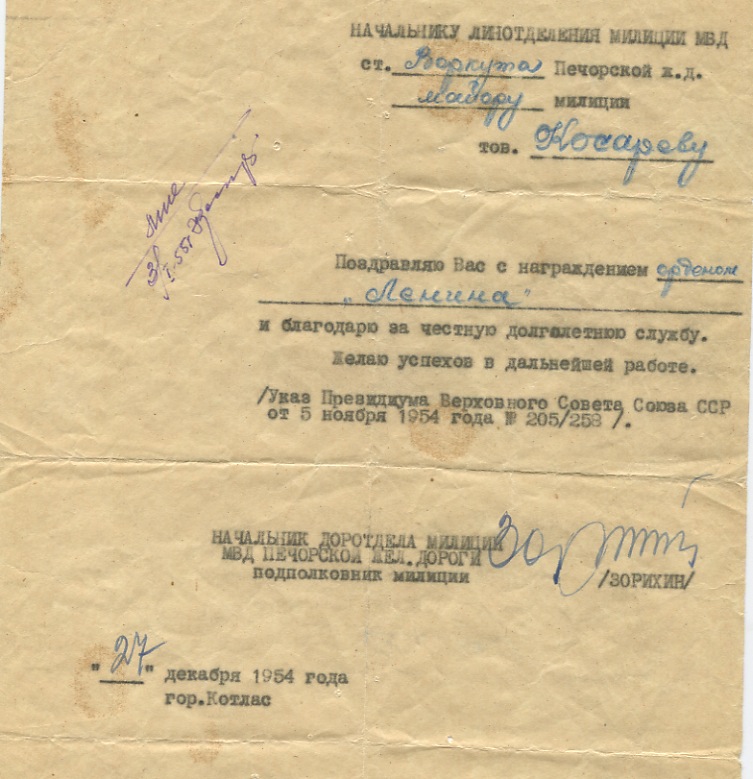 НАЧАЛЬНИКУ ЛИНОТДЕЛЕНИЯ МИЛИЦИИ МВД
ст. Воркута Печорской ж.д.
майору милиции
тов. Косареву
Поздравляю Вас с награждением орденом
„Ленина"
и благодарю за честную долголетнюю службу.
Желаю успехов в дальнейшей работе.
/Указ Президиума Верховного Совета Союза ССР
от 5 ноября 1954 года № 205/258 /.
НАЧАЛЬНИК ДОРОТДЕЛА МИЛИЦИИ
МВД ПЕЧОРСКОЙ ЖЕЛ.ДОРОГИ
ПОДПОЛКОВНИК МИЛИЦИИ /ЗОРИХИН/
"27" декабря 1954 года
гор.Котлас